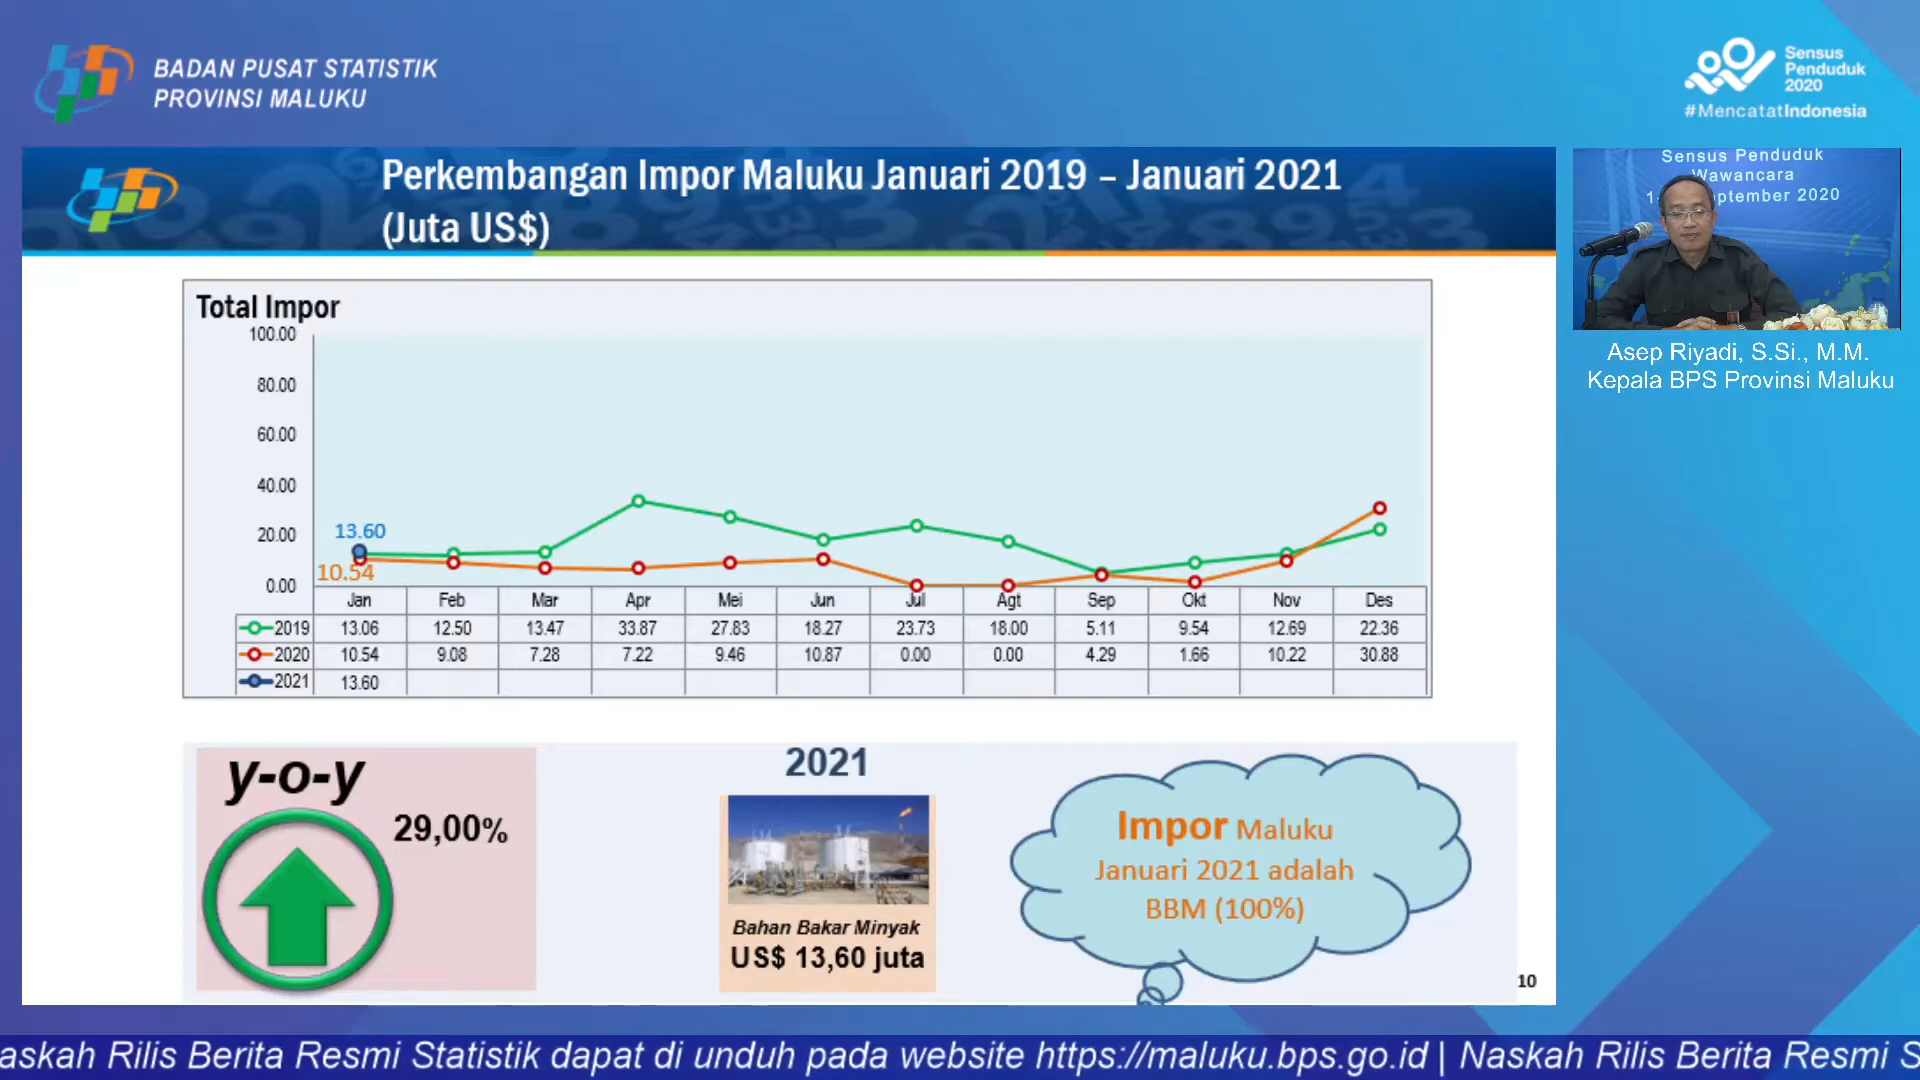 BADAN PUSAT STATISTIK
PROVINSI MALUKU
Sensus
Penduduk
2020
#MencatatIndonesia
Perkembangan Impor Maluku Januari 2019 – Januari 2021
(Juta US$)
Sensus Penduduk
Wawancara
ptember 2020
Asep Riyadi, S.Si., M.M.
Kepala BPS Provinsi Maluku
Total Impor
100.00
80.00
60.00
40.00
20.00
0.00
13.60
10.54
Jan Feb Mar Apr Mei Jun Jul Agt Sep Okt Nov Des
2019 13.06 12.50 13.47 33.87 27.83 18.27 23.73 18.00 5.11 9.54 12.69 22.36
2020 10.54 9.08 7.28 7.22 9.46 10.87 0.00 0.00 4.29 1.66 10.22 30.88
2021 13.60
y-o-y
29,00%
2021
Bahan Bakar Minyak
US$ 13,60 juta
Impor Maluku
Januari 2021 adalah
BBM (100%)
10
askah Rilis Berita Resmi Statistik dapat di unduh pada website https://maluku.bps.go.id | Naskah Rilis Berita Resmi S